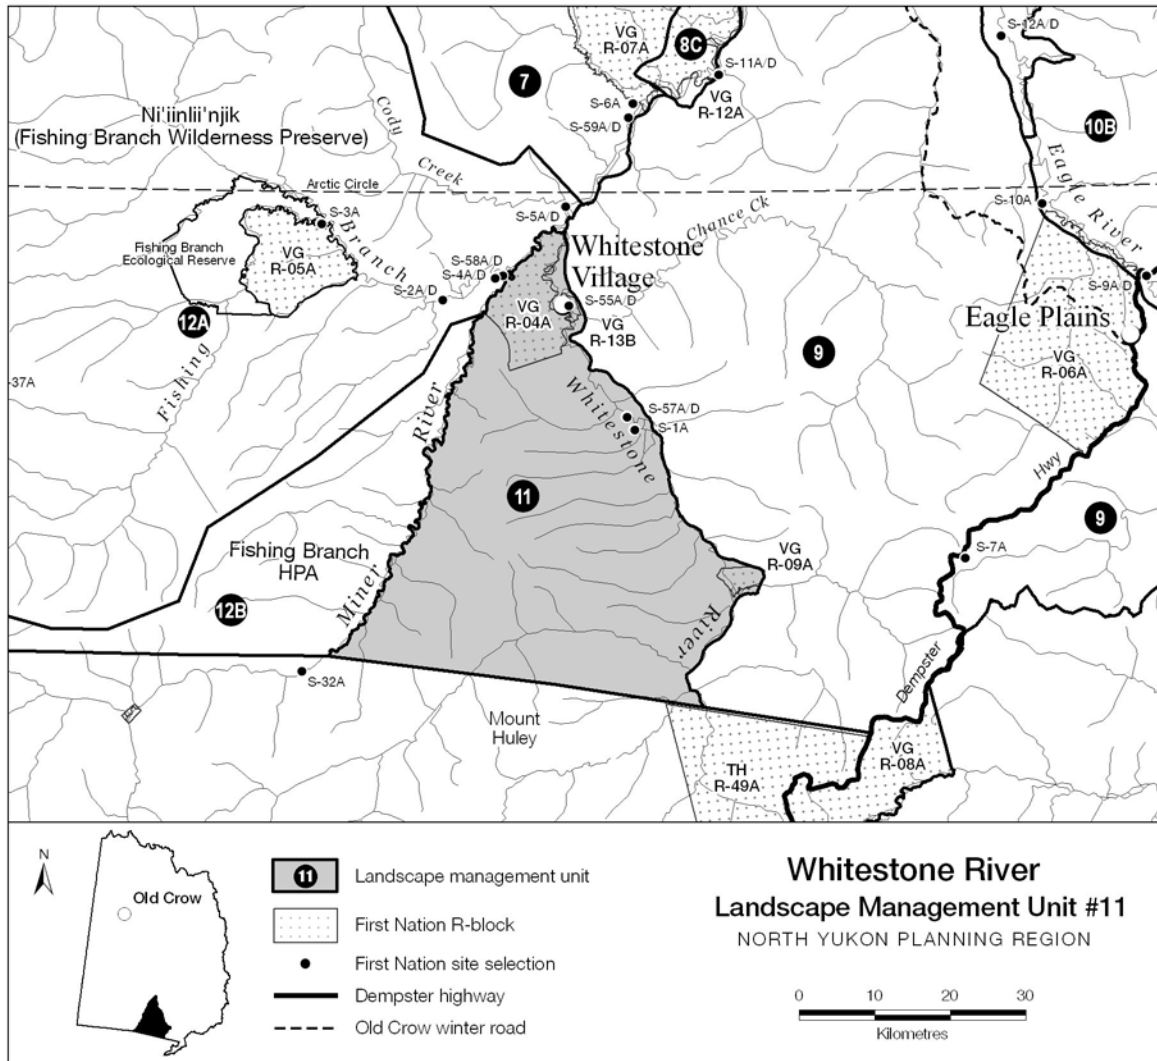 VG
R-07A
8C
S-12A/D
7
S-11A/D
VG
R-12A
S-6A
S-59A/D
10B
Ni'iinlii'njik
(Fishing Branch Wilderness Preserve)
Cody
Creek
Arctic Circle
Eagle River
S-10A
S-3A
S-5A/D
Chance Ck
Branch
Fishing Branch
Ecological Reserve
VG
R-05A
Whitestone
Village
S-58A/D
S-4A/D
S-2A/D
S-9A/D
S-55A/D
VG
R-04A
VG
R-13B
12A
Eagle Plains
9
VG
R-06A
-37A
Fishing
River
Whitestone
S-57A/D
S-1A
Hwy
11
9
Fishing Branch
HPA
VG
R-09A
S-7A
Miner
12B
River
Dempster
S-32A
Mount
Huley
TH
R-49A
VG
R-08A
N
Old Crow
11 Landscape management unit
First Nation R-block
First Nation site selection
Dempster highway
Old Crow winter road
Whitestone River
Landscape Management Unit #11
NORTH YUKON PLANNING REGION
0 10 20 30
Kilometres